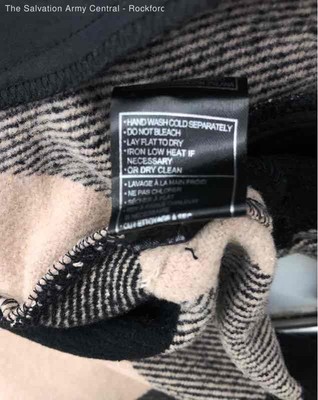 The Salvation Army Central - Rockford
•HAND WASH COLD SEPARATELY
•DO NOT BLEACH
•LAY FLAT TO DRY
•IRON LOW HEAT IF
NECESSARY
•OR DRY CLEAN
•LAVAGE À LA MAIN FROID
•NE PAS CHLORER